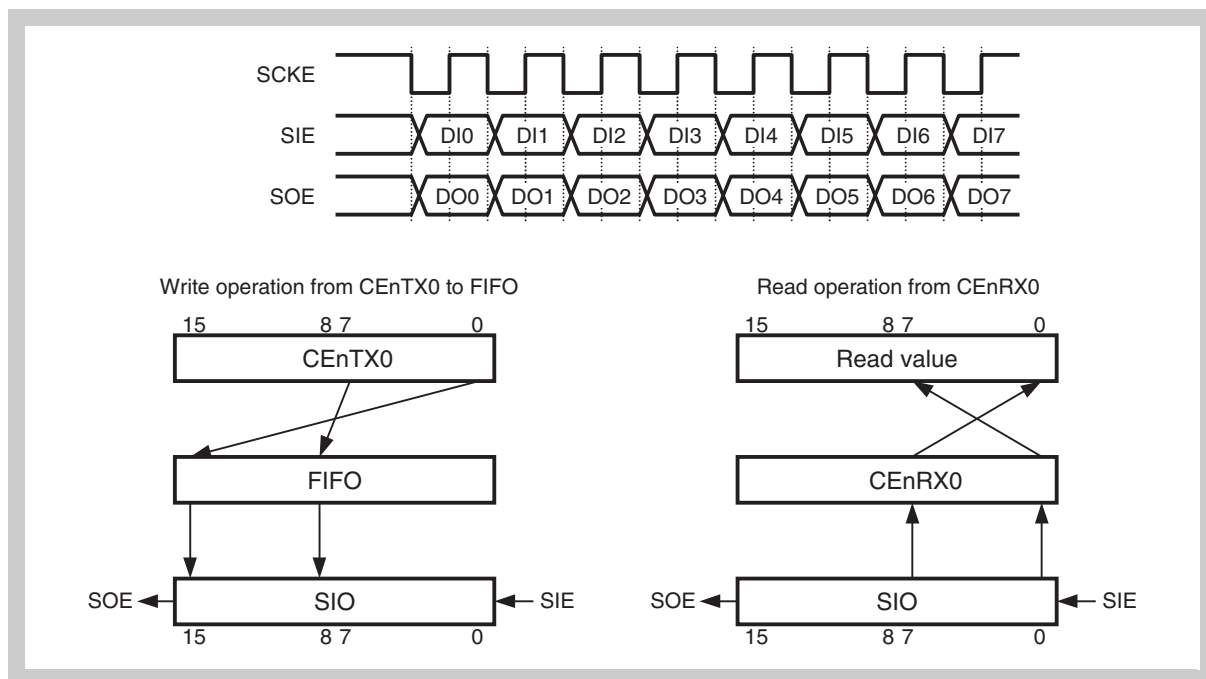 SCKE
SIE DI0 DI1 DI2 DI3 DI4 DI5 DI6 DI7
SOE DO0 DO1 DO2 DO3 DO4 DO5 DO6 DO7
Write operation from CEnTX0 to FIFO
15 8 7 0
CEnTX0
FIFO
SOE SIO SIE
15 8 7 0
Read operation from CEnRX0
15 8 7 0
Read value
CEnRX0
SOE SIO SIE
15 8 7 0